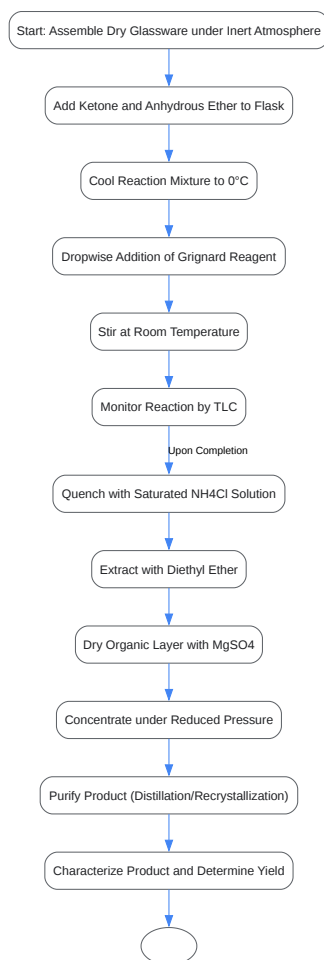 Start: Assemble Dry Glassware under Inert Atmosphere
Add Ketone and Anhydrous Ether to Flask
Cool Reaction Mixture to 0°C
Dropwise Addition of Grignard Reagent
Stir at Room Temperature
Monitor Reaction by TLC
Upon Completion
Quench with Saturated NH4Cl Solution
Extract with Diethyl Ether
Dry Organic Layer with MgSO4
Concentrate under Reduced Pressure
Purify Product (Distillation/Recrystallization)
Characterize Product and Determine Yield